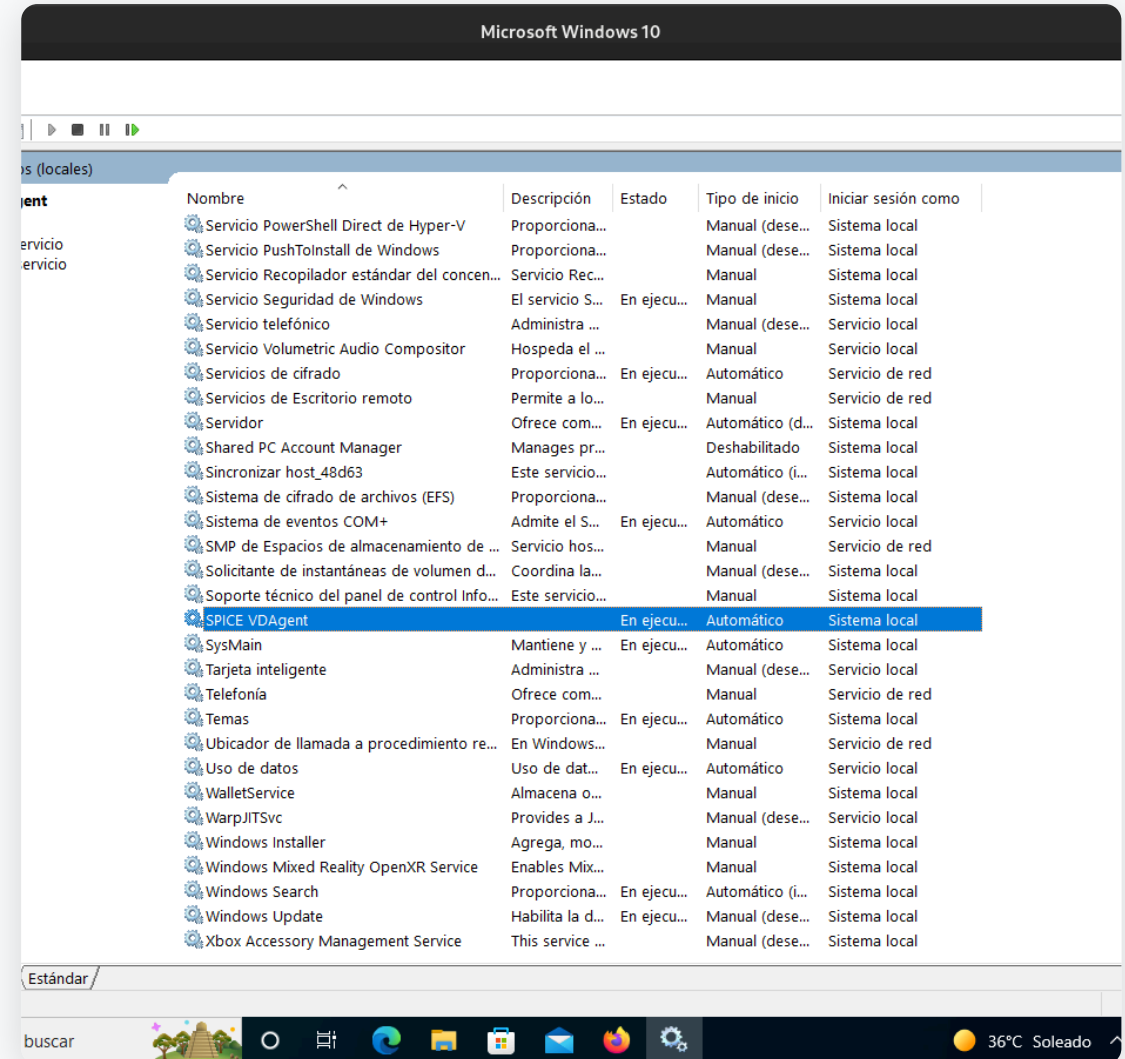 Microsoft Windows 10
os (locales)
gent
ervicio
ervicio
Nombre Descripción Estado Tipo de inicio Iniciar sesión como
Servicio PowerShell Direct de Hyper-V Proporciona... Manual (dese... Sistema local
Servicio PushToInstall de Windows Proporciona... Manual (dese... Sistema local
Servicio Recopilador estándar del concen... Servicio Rec... Manual Sistema local
Servicio Seguridad de Windows El servicio S... En ejecu... Manual Sistema local
Servicio telefónico Administra ... Manual (dese... Servicio local
Servicio Volumetric Audio Compositor Hospeda el ... Manual Servicio local
Servicios de cifrado Proporciona... En ejecu... Automático Servicio de red
Servicios de Escritorio remoto Permite a lo... Manual Servicio de red
Servidor Ofrece com... En ejecu... Automático (d... Sistema local
Shared PC Account Manager Manages pr... Deshabilitado Sistema local
Sincronizar host_48d63 Este servicio... Automático (i... Sistema local
Sistema de cifrado de archivos (EFS) Proporciona... Manual (dese... Sistema local
Sistema de eventos COM+ Admite el S... En ejecu... Automático Servicio local
SMP de Espacios de almacenamiento de ... Servicio hos... Manual Servicio de red
Solicitante de instantáneas de volumen d... Coordina la... Manual (dese... Sistema local
Soporte técnico del panel de control Info... Este servicio... Manual Sistema local
SPICE VDAgent En ejecu... Automático Sistema local
SysMain Mantiene y ... En ejecu... Automático Sistema local
Tarjeta inteligente Administra ... Manual (dese... Servicio local
Telefonía Ofrece com... Manual Servicio de red
Temas Proporciona... En ejecu... Automático Sistema local
Ubicador de llamada a procedimiento re... En Windows... Manual Servicio de red
Uso de datos Uso de dat... En ejecu... Automático Servicio local
WalletService Almacena o... Manual Sistema local
WarpJITSvc Provides a J... Manual (dese... Servicio local
Windows Installer Agrega, mo... Manual Sistema local
Windows Mixed Reality OpenXR Service Enables Mix... Manual Sistema local
Windows Search Proporciona... En ejecu... Automático (i... Sistema local
Windows Update Habilita la d... En ejecu... Manual (dese... Sistema local
Xbox Accessory Management Service This service ... Manual (dese... Sistema local
Estándar
buscar 36°C Soleado